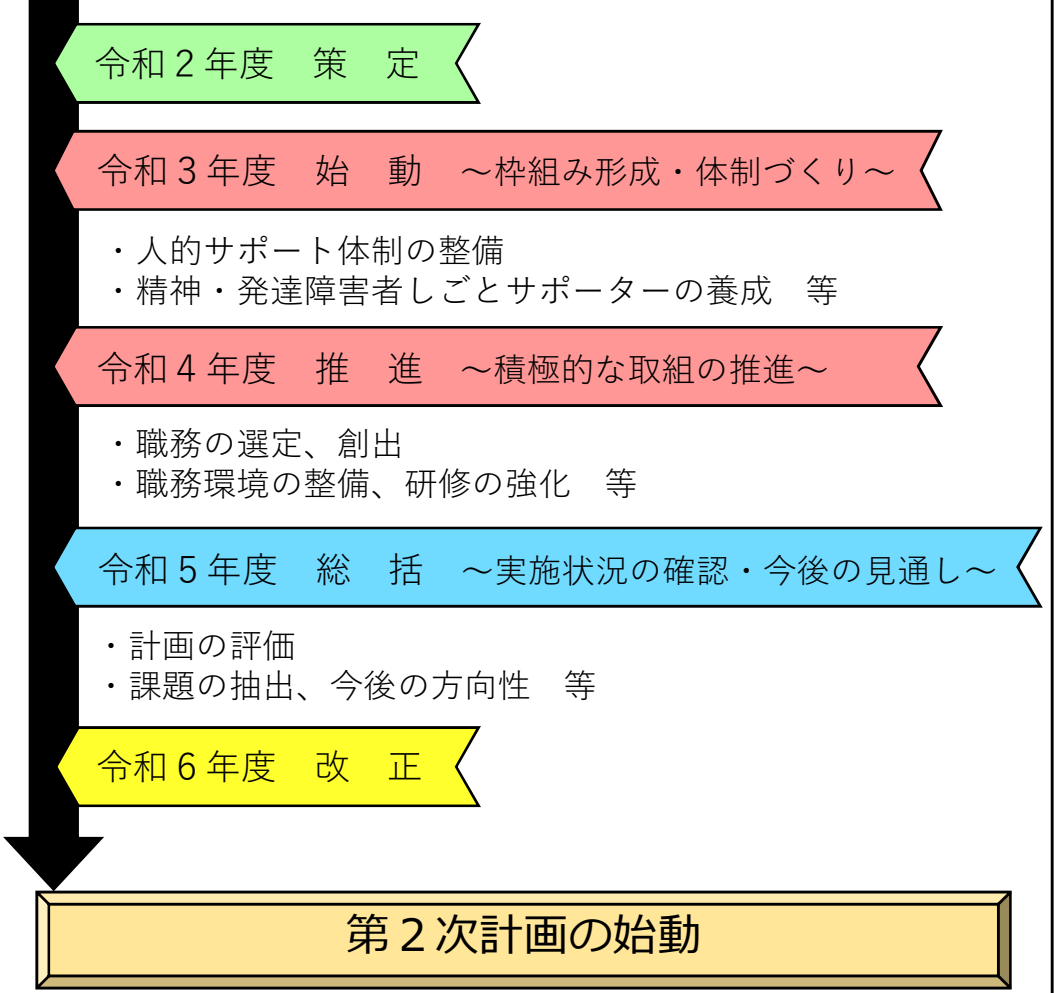 令和２年度　策　定
令和３年度　始　動　～枠組み形成・体制づくり～
・人的サポート体制の整備
・精神・発達障害者しごとサポーターの養成　等
令和４年度　推　進　～積極的な取組の推進～
・職務の選定、創出
・職務環境の整備、研修の強化　等
令和５年度　総　括　～実施状況の確認・今後の見通し～
・計画の評価
・課題の抽出、今後の方向性　等
令和６年度　改　正
第２次計画の始動